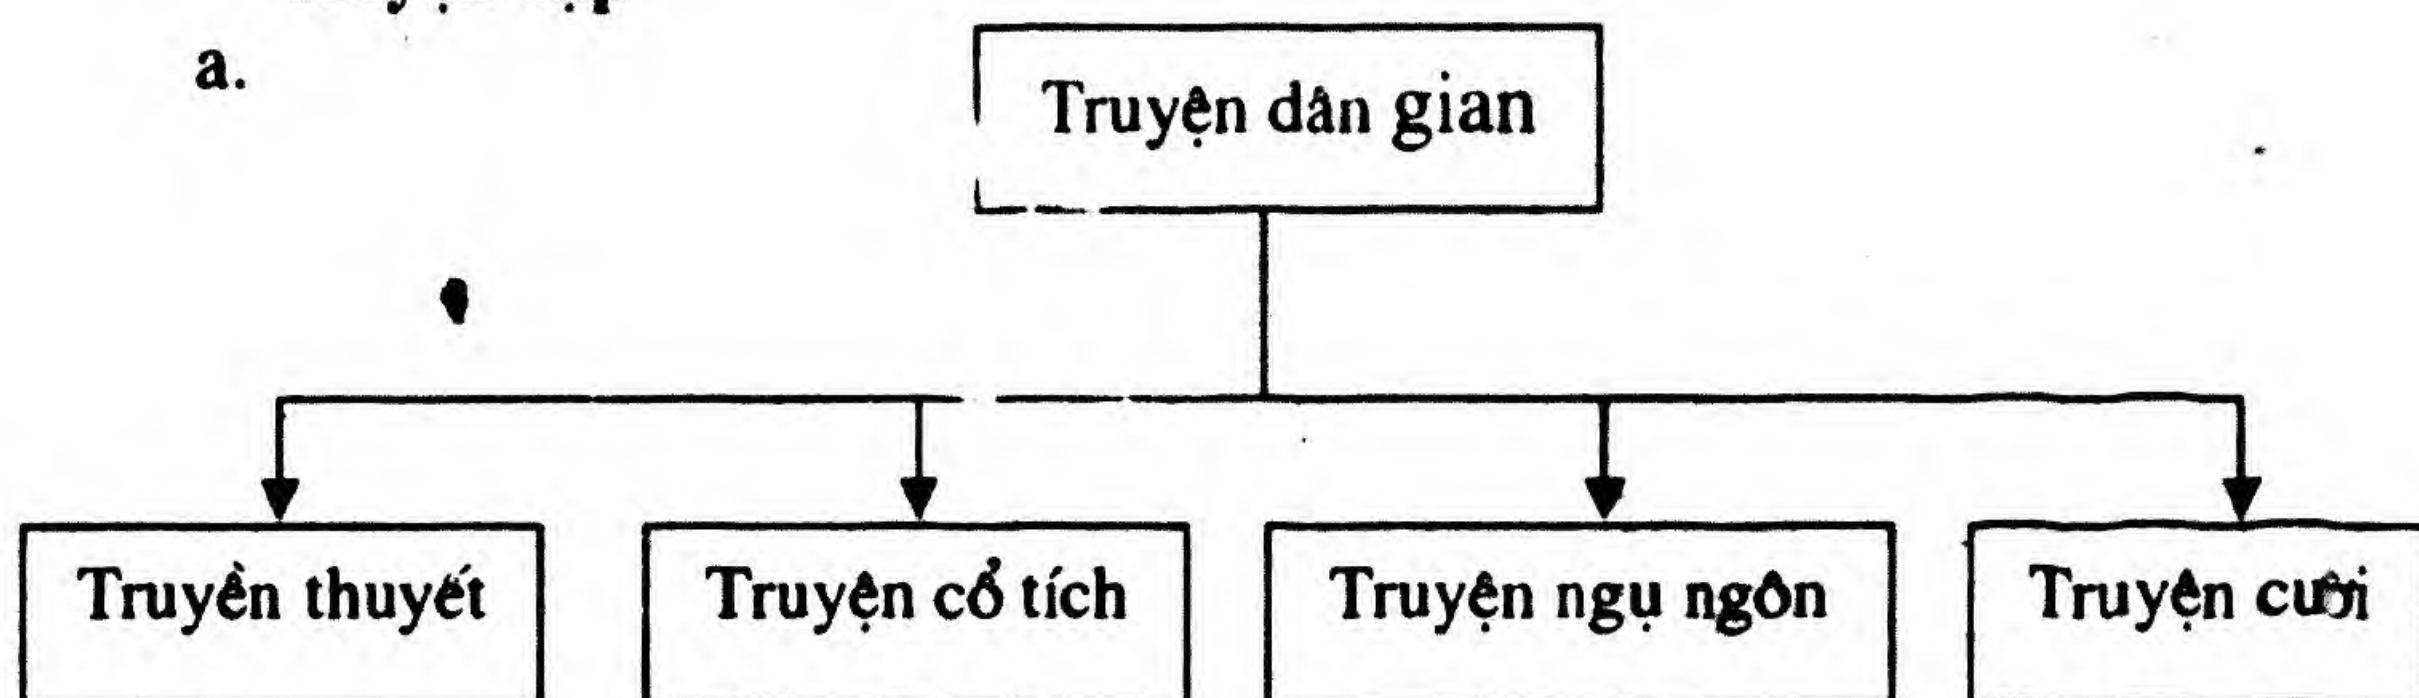 a.
Truyện dân gian
Truyền thuyết
Truyện cổ tích
Truyện ngụ ngôn
Truyện cười